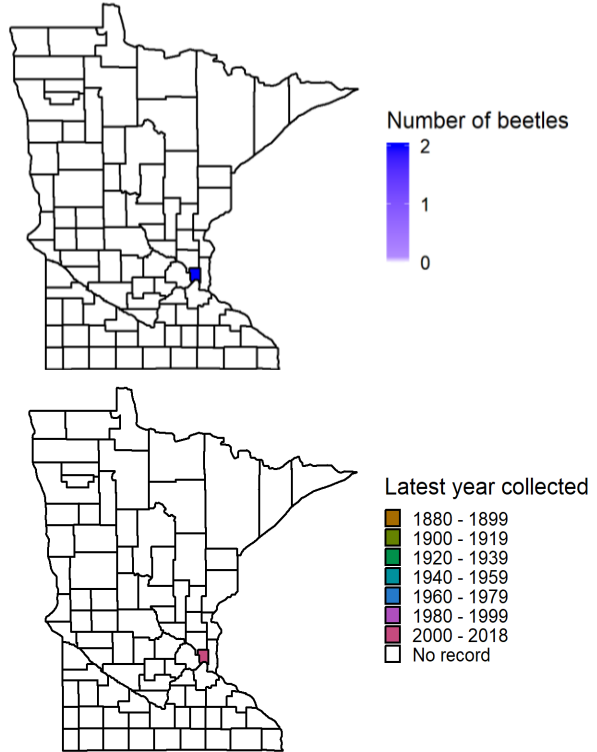 Number of beetles
2
1
0
Latest year collected
1880 - 1899
1900 - 1919
1920 - 1939
1940 - 1959
1960 - 1979
1980 - 1999
2000 - 2018
No record